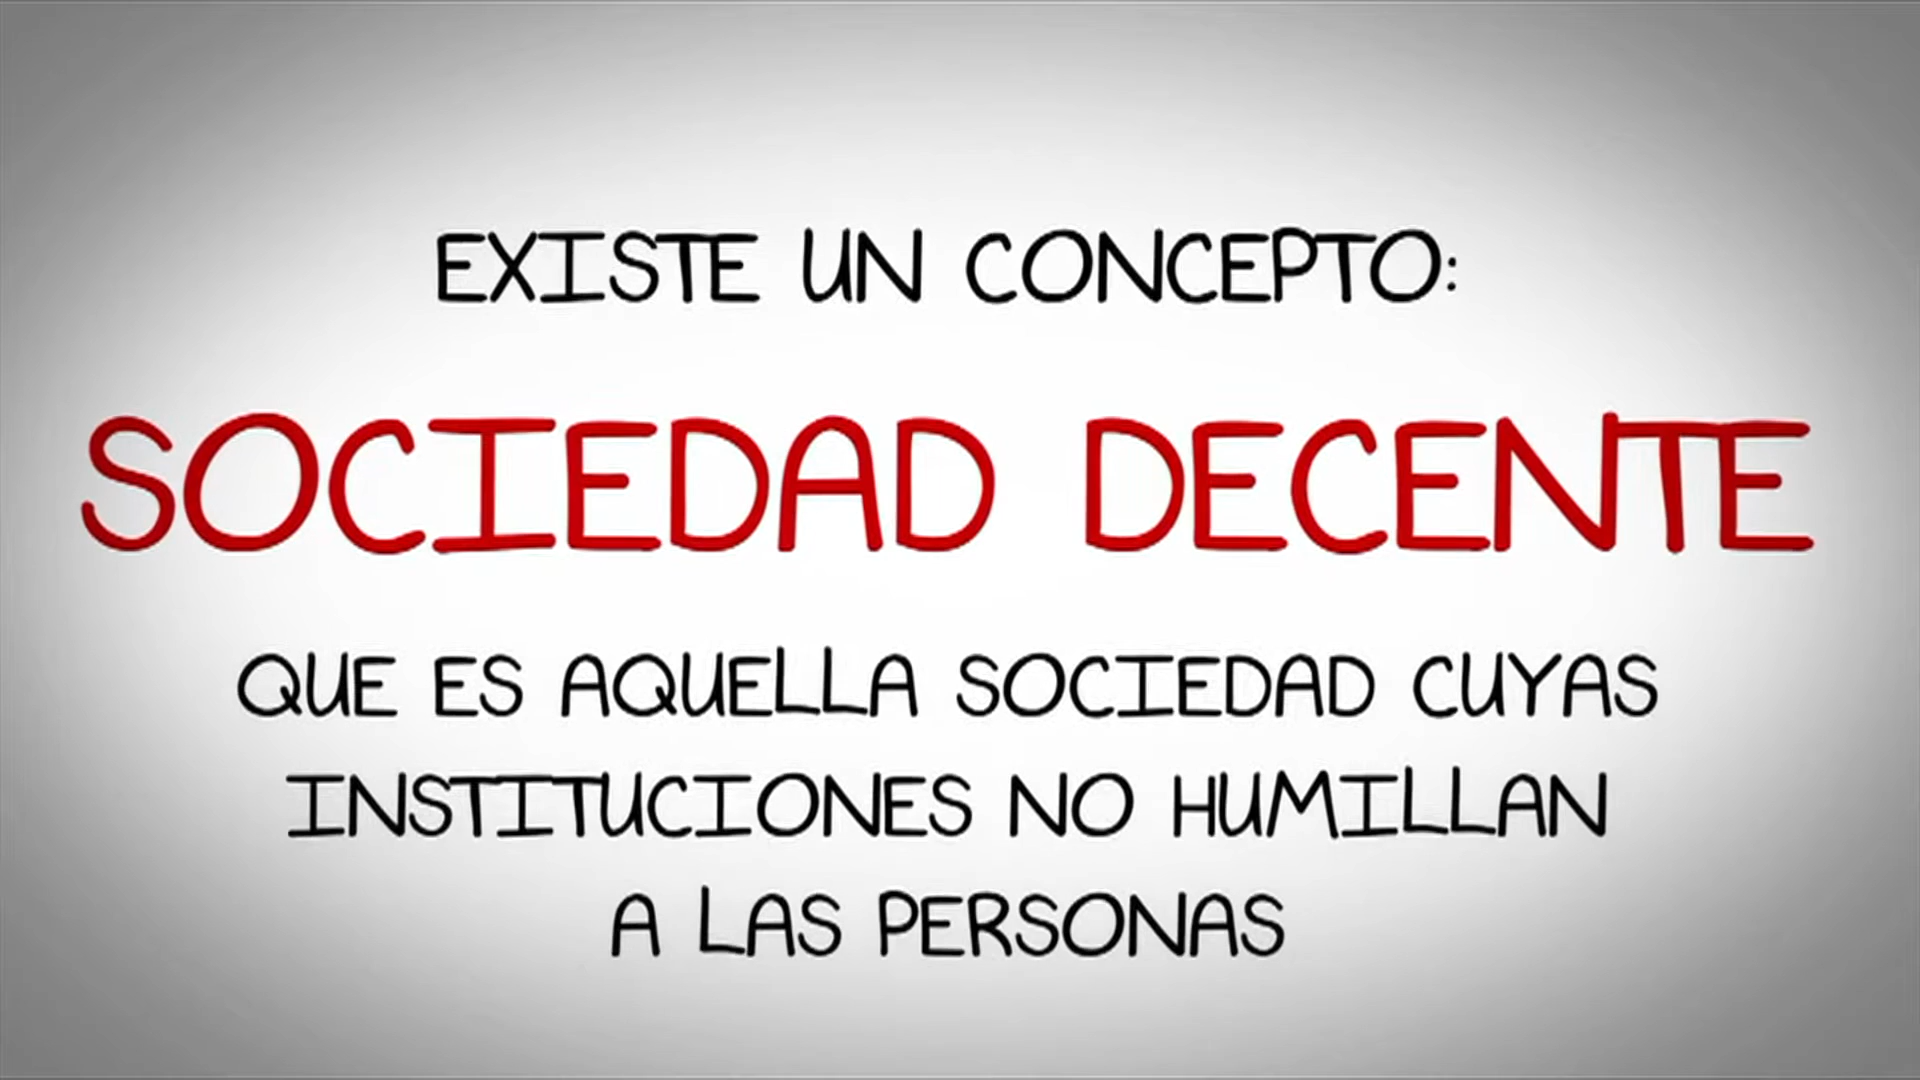 EXISTE UN CONCEPTO:
SOCIEDAD DECENTE
QUE ES AQUELLA SOCIEDAD CUYAS
INSTITUCIONES NO HUMILLAN
A LAS PERSONAS